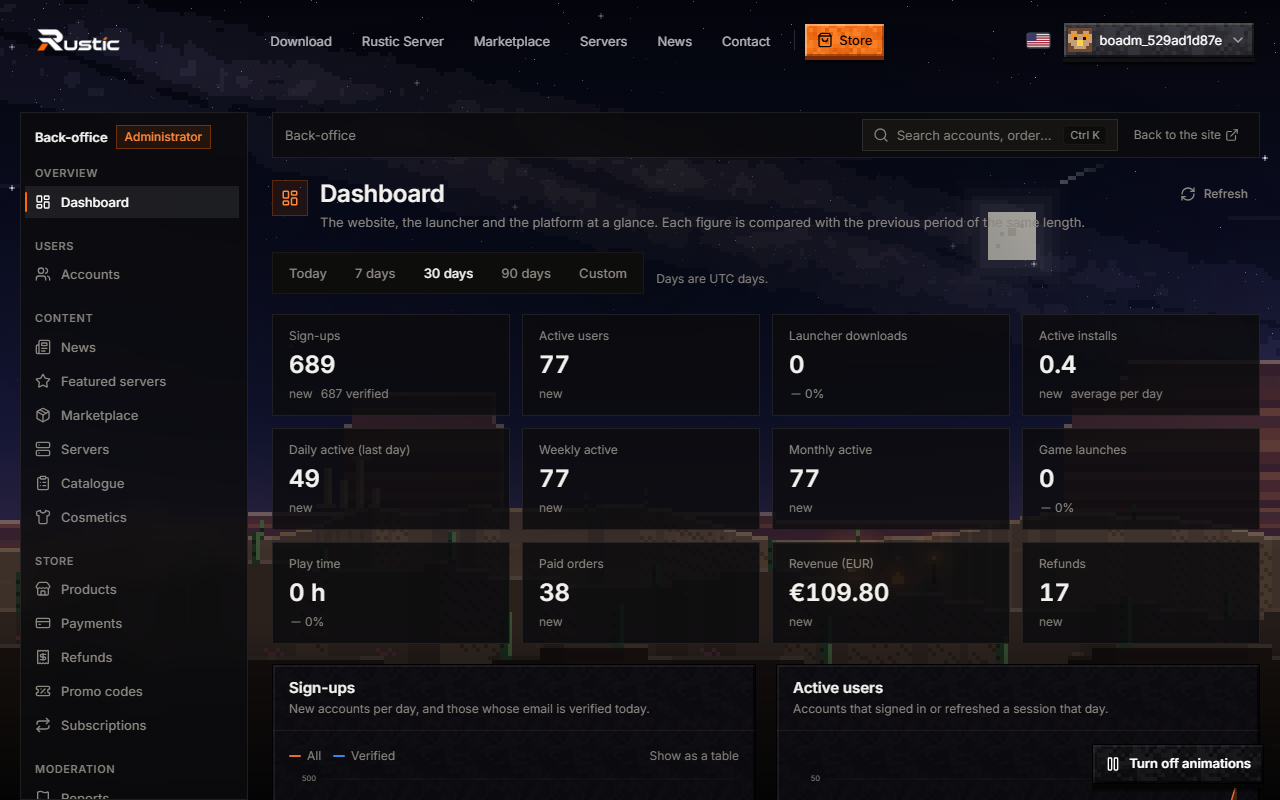 Rustic
Download
Rustic Server
Marketplace
Servers
News
Contact
Store
boadm_529ad1d87e
Back-office
Administrator
OVERVIEW
Dashboard
USERS
Accounts
CONTENT
News
Featured servers
Marketplace
Servers
Catalogue
Cosmetics
STORE
Products
Payments
Refunds
Promo codes
Subscriptions
MODERATION
Reports
Back-office
Search accounts, order...
Ctrl K
Back to the site
Dashboard
Refresh
The website, the launcher and the platform at a glance. Each figure is compared with the previous period of the same length.
Today
7 days
30 days
90 days
Custom
Days are UTC days.
Sign-ups
689
new 687 verified
Active users
77
new
Launcher downloads
0
— 0%
Active installs
0.4
new average per day
Daily active (last day)
49
new
Weekly active
77
new
Monthly active
77
new
Game launches
0
— 0%
Play time
0 h
— 0%
Paid orders
38
new
Revenue (EUR)
€109.80
new
Refunds
17
new
Sign-ups
New accounts per day, and those whose email is verified today.
All
Verified
Show as a table
500
Active users
Accounts that signed in or refreshed a session that day.
50
Turn off animations